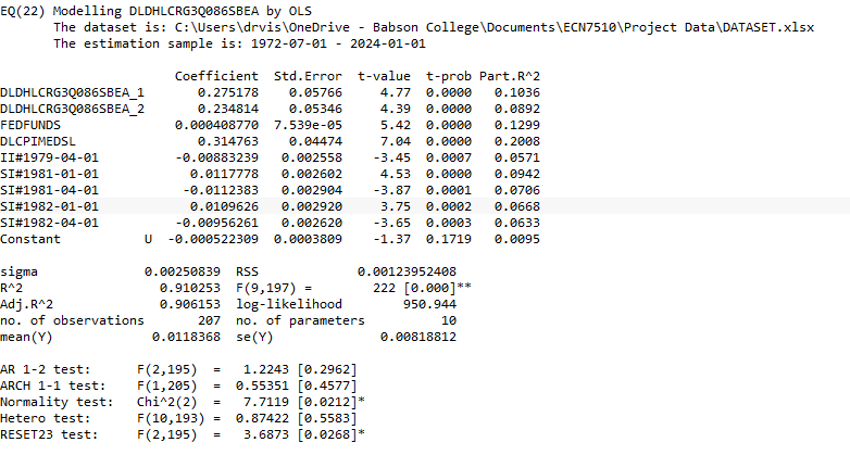 EQ(22) Modelling DLDHLCRG3Q086SBEA by OLS
The dataset is: C:\Users\drvis\OneDrive - Babson College\Documents\ECN7510\Project Data\DATASET.xlsx
The estimation sample is: 1972-07-01 - 2024-01-01
Coefficient Std.Error t-value t-prob Part.R^2
DLDHLCRG3Q086SBEA_1 0.275178 0.05766 4.77 0.0000 0.1036
DLDHLCRG3Q086SBEA_2 0.234814 0.05346 4.39 0.0000 0.0892
FEDFUNDS 0.000408770 7.539e-05 5.42 0.0000 0.1299
DLCPIMEDSL 0.314763 0.04474 7.04 0.0000 0.2008
II#1979-04-01 -0.00883239 0.002558 -3.45 0.0007 0.0571
SI#1981-01-01 0.0117778 0.002602 4.53 0.0000 0.0942
SI#1981-04-01 -0.0112383 0.002904 -3.87 0.0001 0.0706
SI#1982-01-01 0.0109626 0.002920 3.75 0.0002 0.0668
SI#1982-04-01 -0.00956261 0.002620 -3.65 0.0003 0.0633
Constant U -0.000522309 0.0003809 -1.37 0.1719 0.0095
sigma 0.00250839 RSS 0.00123952408
R^2 0.910253 F(9,197) = 222 [0.000]**
Adj.R^2 0.906153 log-likelihood 950.944
no. of observations 207 no. of parameters 10
mean(Y) 0.0118368 se(Y) 0.00818812
AR 1-2 test: F(2,195) = 1.2243 [0.2962]
ARCH 1-1 test: F(1,205) = 0.55351 [0.4577]
Normality test: Chi^2(2) = 7.7119 [0.0212]*
Hetero test: F(10,193) = 0.87422 [0.5583]
RESET23 test: F(2,195) = 3.6873 [0.0268]*